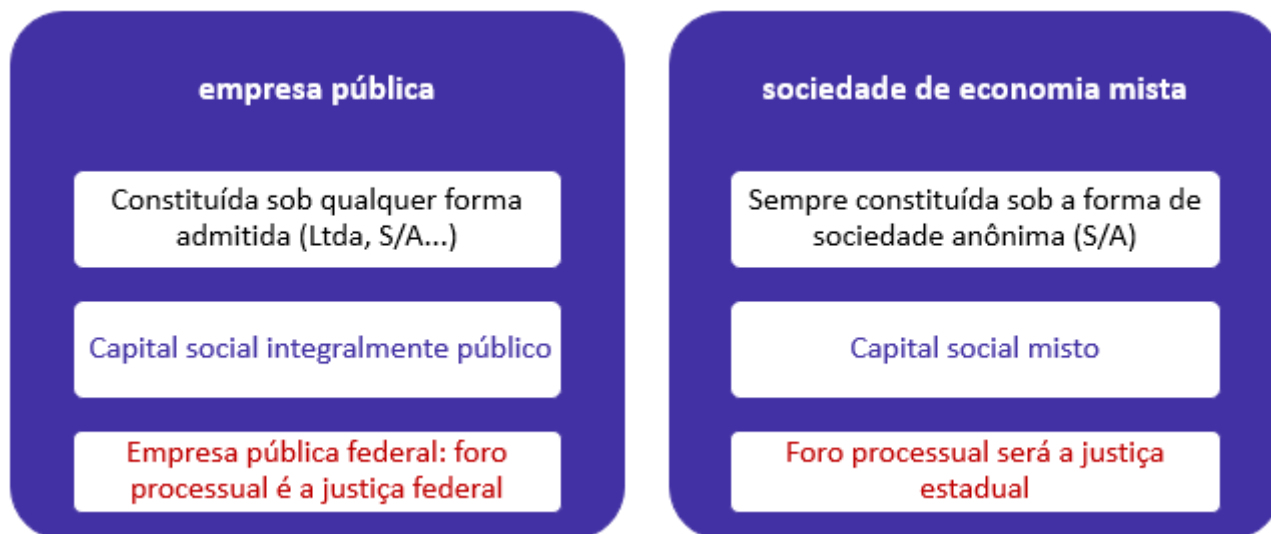 empresa pública
Constituída sob qualquer forma
admitida (Ltda, S/A...)
Capital social integralmente público
Empresa pública federal: foro
processual é a justiça federal
sociedade de economia mista
Sempre constituída sob a forma de
sociedade anônima (S/A)
Capital social misto
Foro processual será a justiça
estadual